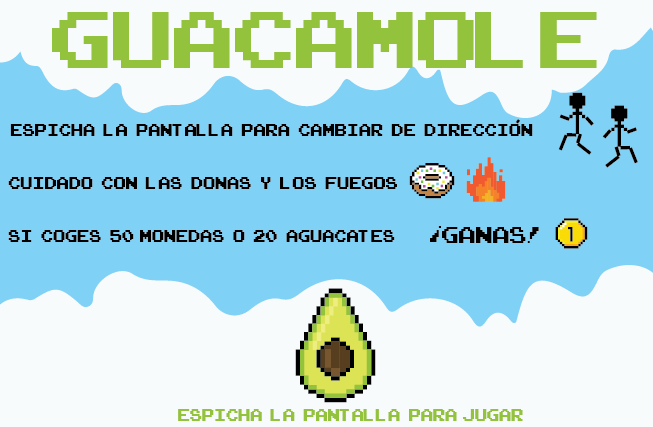 GUACAMOLE
ESPICHA LA PANTALLA PARA CAMBIAR DE DIRECCIÓN
CUIDADO CON LAS DONAS Y LOS FUEGOS
SI COGES 50 MONEDAS O 20 AGUACATES ¡GANAS! 1
ESPICHA LA PANTALLA PARA JUGAR